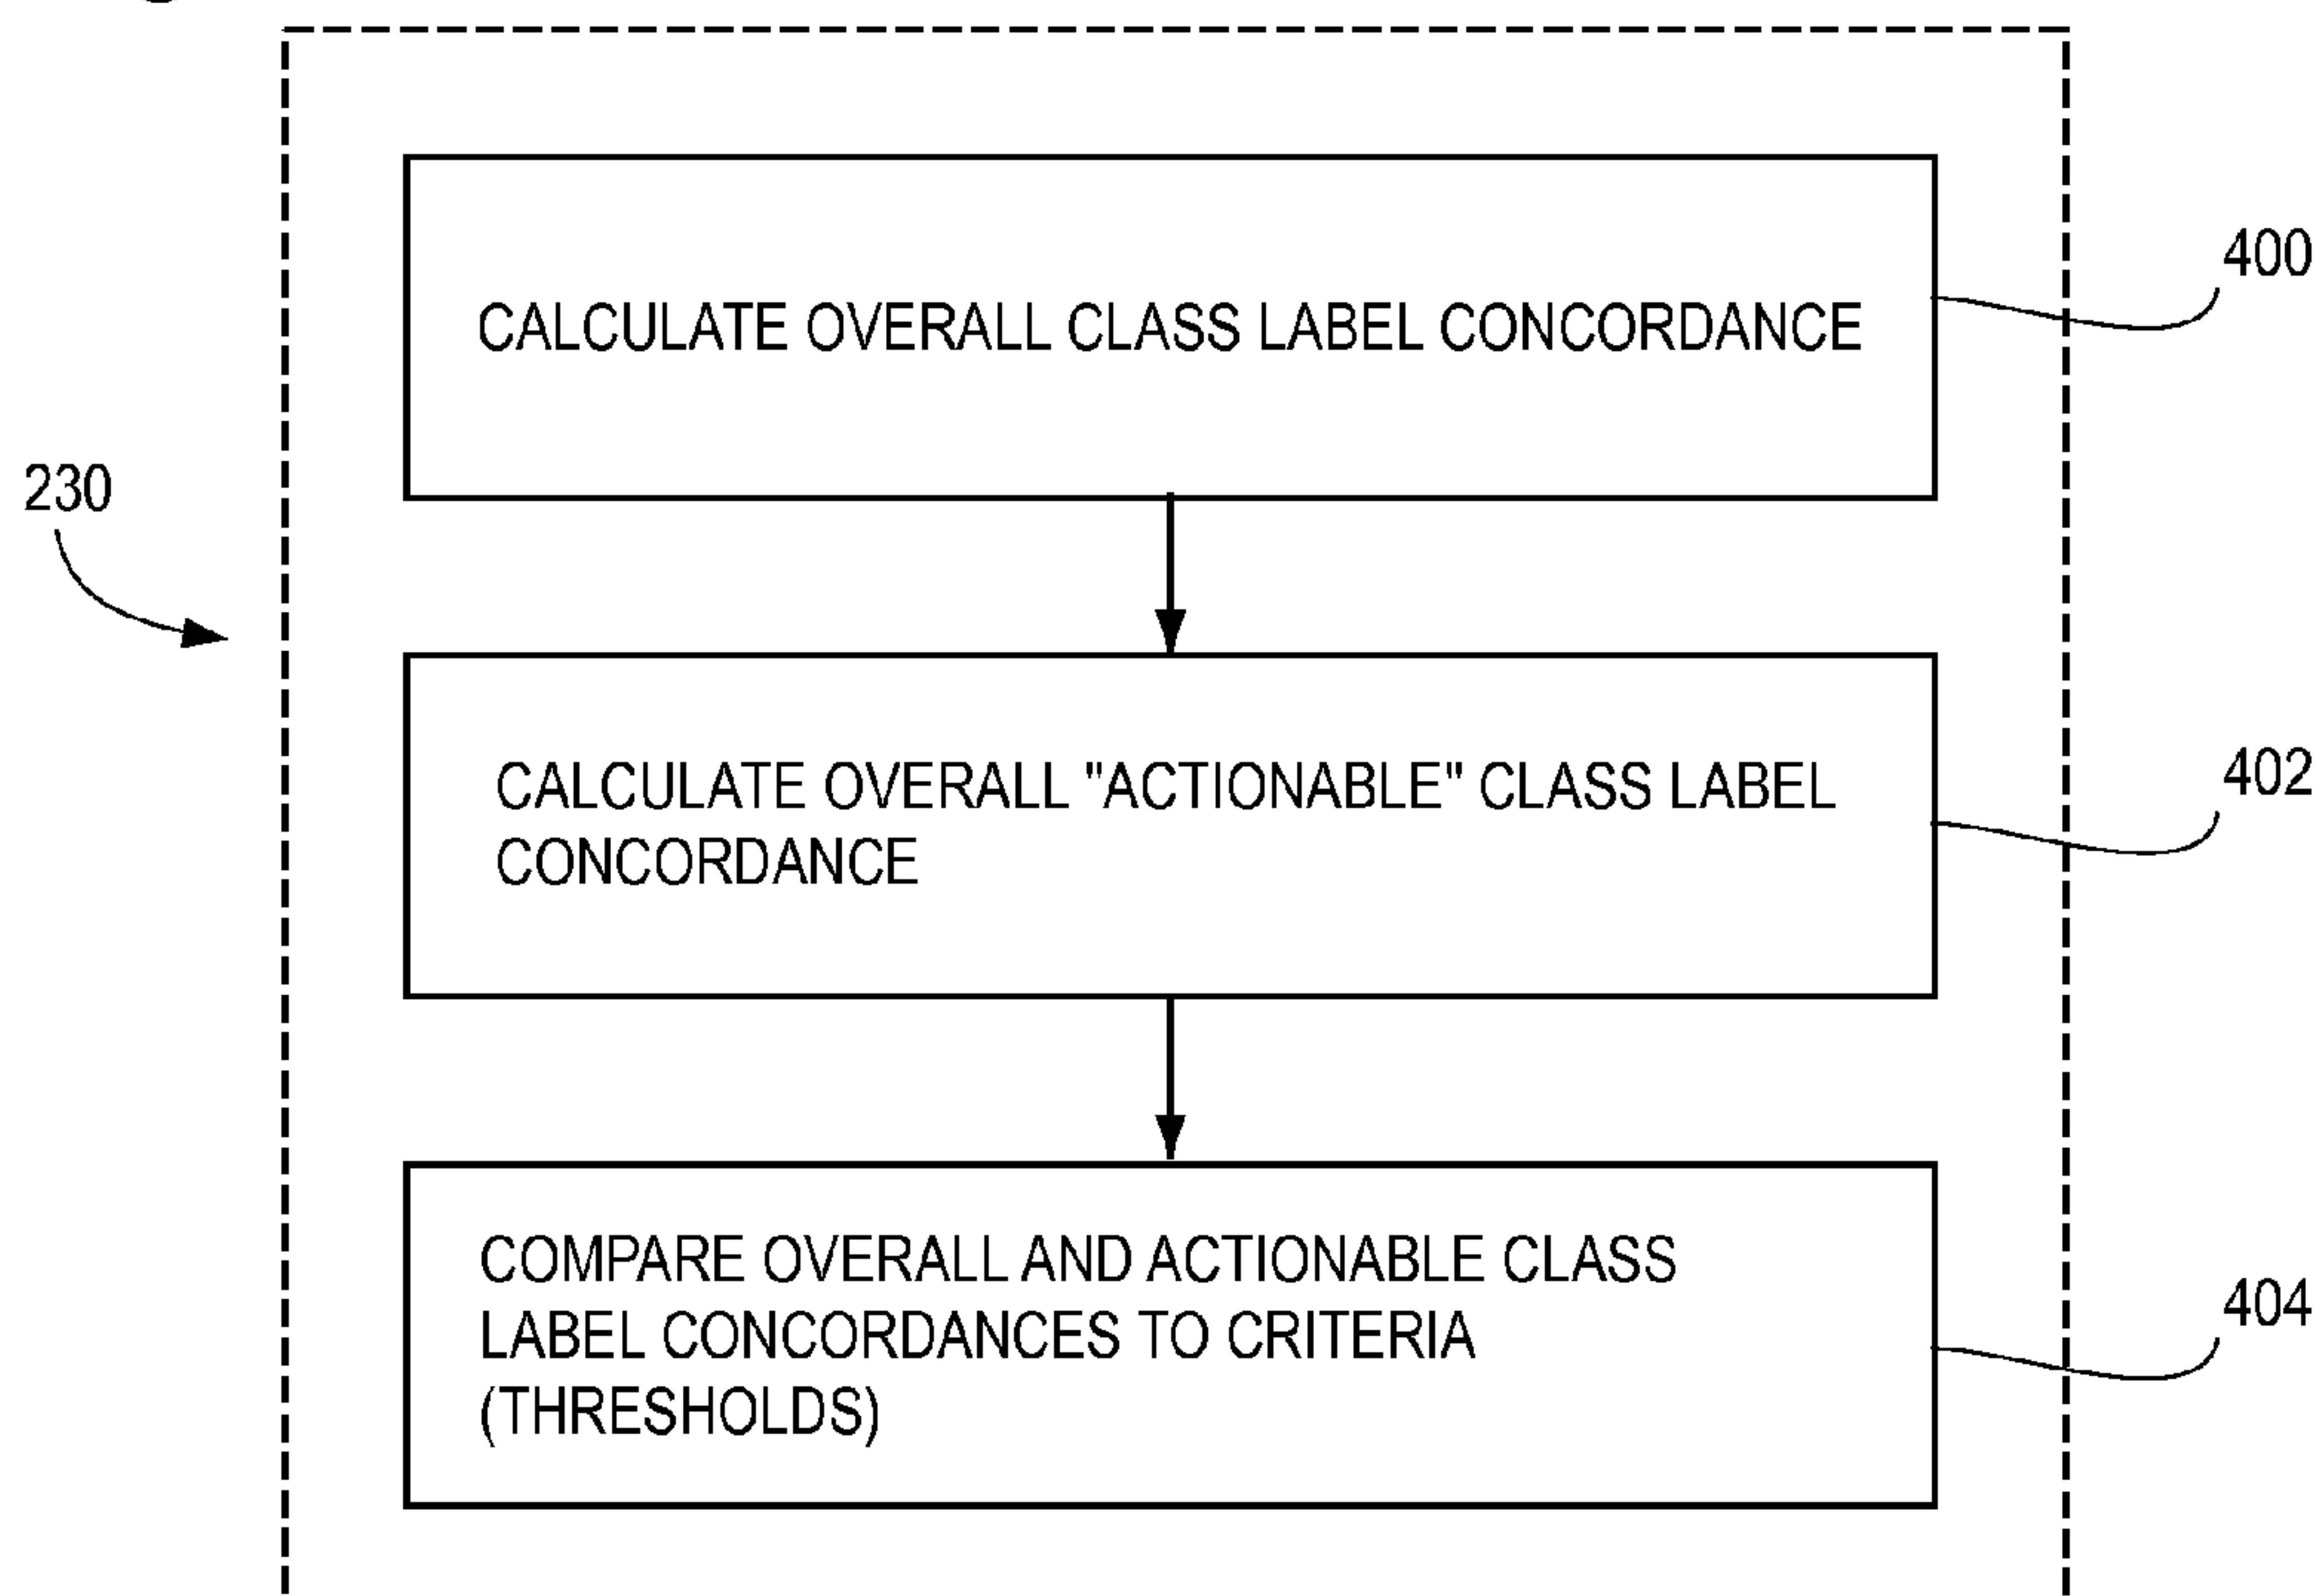 CALCULATE OVERALL CLASS LABEL CONCORDANCE
400
230
CALCULATE OVERALL "ACTIONABLE" CLASS LABEL
CONCORDANCE
402
COMPARE OVERALL AND ACTIONABLE CLASS
LABEL CONCORDANCES TO CRITERIA
(THRESHOLDS)
404